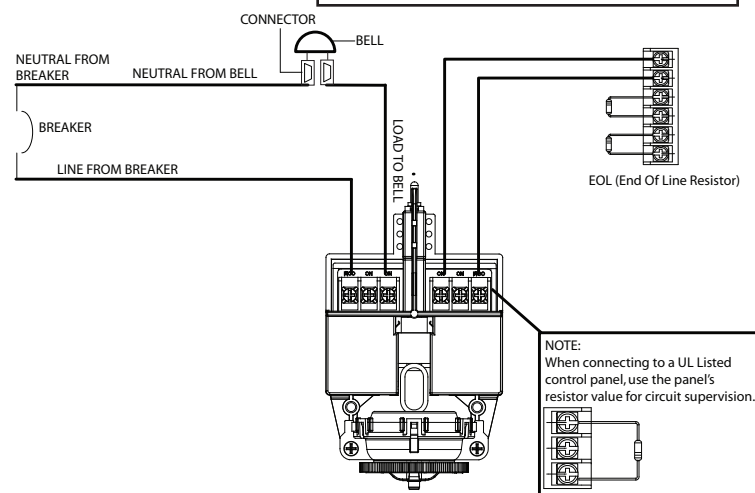 CONNECTOR
BELL
NEUTRAL FROM
BREAKER
NEUTRAL FROM BELL
BREAKER
LINE FROM BREAKER
LOAD TO BELL
EOL (End Of Line Resistor)
NOTE:
When connecting to a UL Listed
control panel, use the panel's
resistor value for circuit supervision.